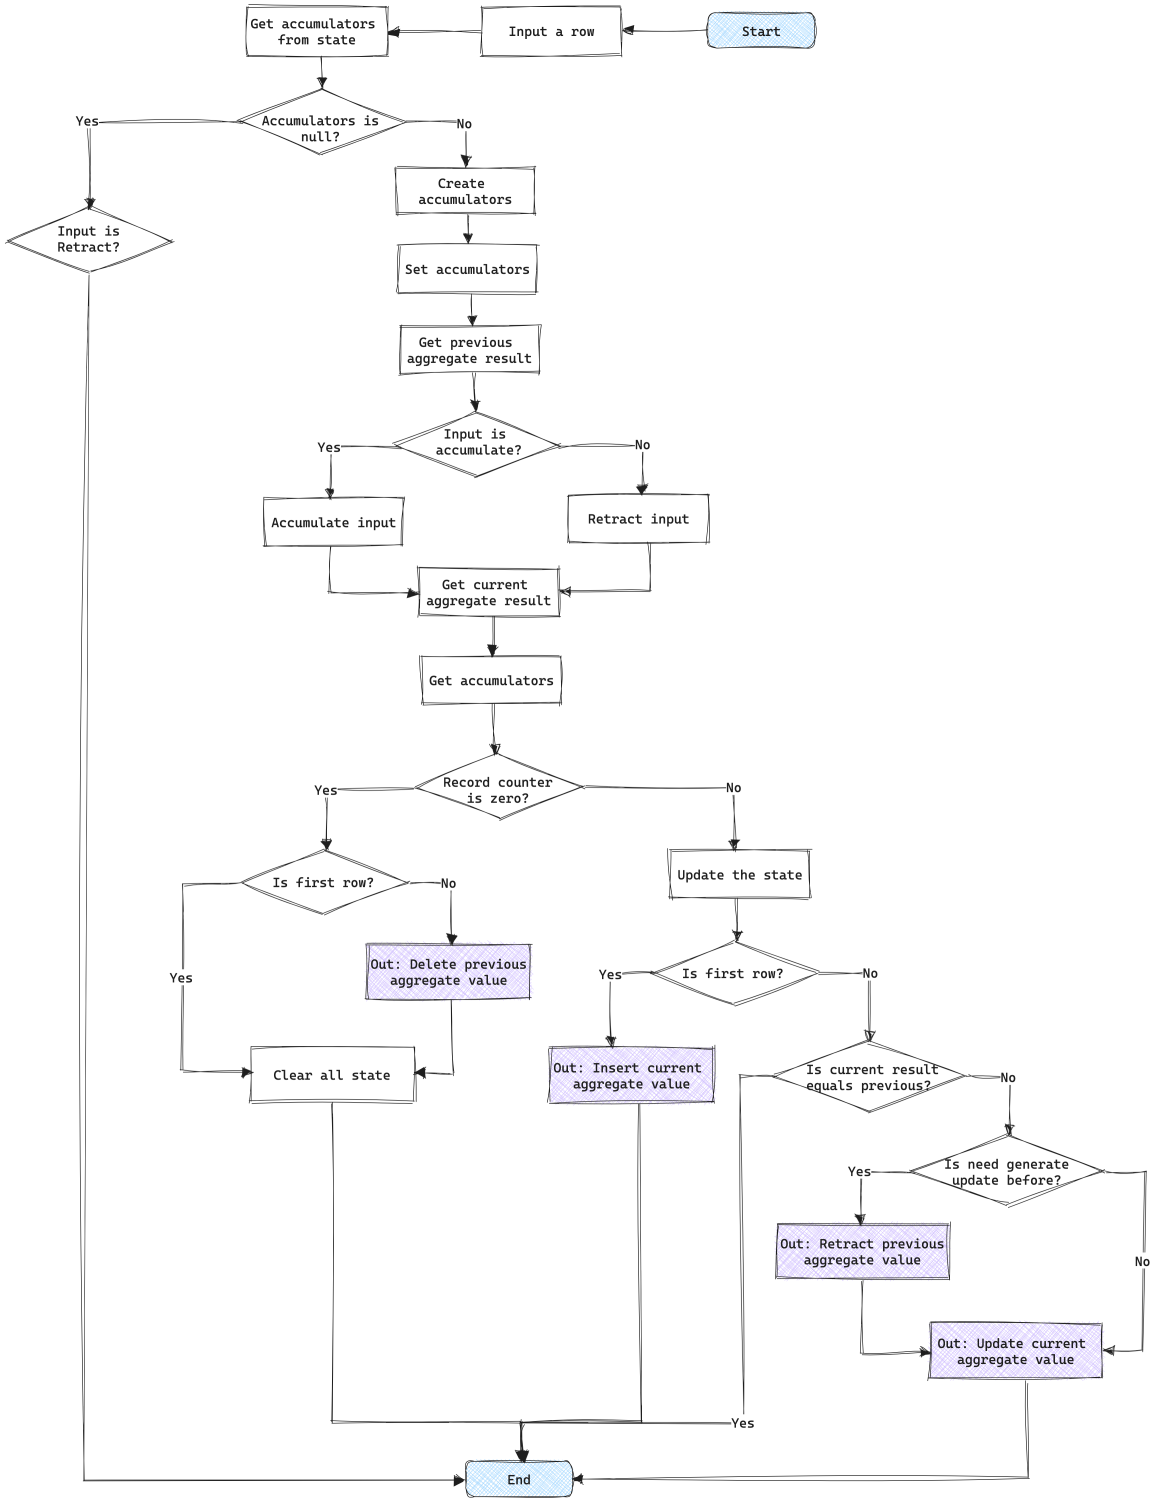 Get accumulators
from state
Input a row
Start
Accumulators is
null?
Yes
No
Create
accumulators
Input is
Retract?
Set accumulators
Get previous
aggregate result
Input is
accumulate?
Yes
No
Accumulate input
Retract input
Get current
aggregate result
Get accumulators
Record counter
is zero?
Yes
No
Is first row?
No
Update the state
Yes
Out: Delete previous
aggregate value
Is first row?
Yes
No
Clear all state
Out: Insert current
aggregate value
Is current result
equals previous?
No
Is need generate
update before?
Yes
Out: Retract previous
aggregate value
No
Out: Update current
aggregate value
Yes
End